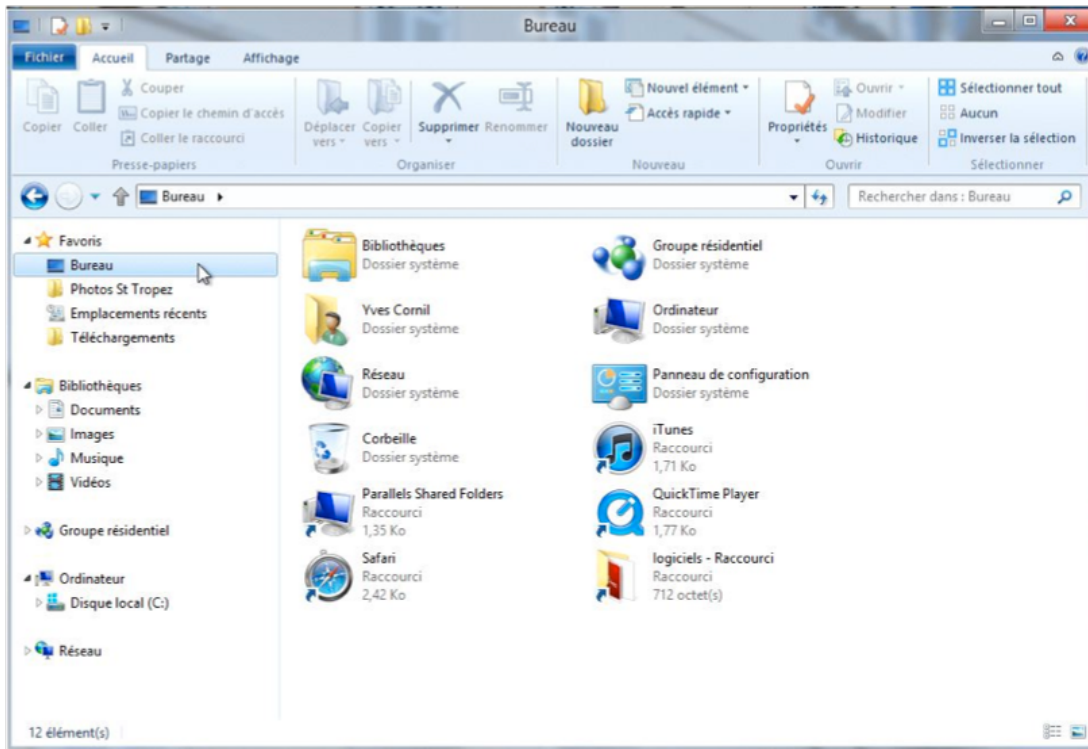 Bureau
Fichier Accueil Partage Affichage
Copier
Coller
Couper
Copier le chemin d'accès
Coller le raccourci
Presse-papiers
Déplacer vers
Copier vers
Supprimer
Renommer
Organiser
Nouveau dossier
Nouvel élément
Accès rapide
Nouveau
Propriétés
Ouvrir
Modifier
Historique
Ouvrir
Sélectionner tout
Aucun
Inverser la sélection
Sélectionner
Bureau
Rechercher dans : Bureau
Favoris
Bureau
Photos St Tropez
Emplacements récents
Téléchargements
Bibliothèques
Documents
Images
Musique
Vidéos
Groupe résidentiel
Ordinateur
Disque local (C:)
Réseau
Bibliothèques
Dossier système
Groupe résidentiel
Dossier système
Yves Cornil
Dossier système
Ordinateur
Dossier système
Réseau
Dossier système
Panneau de configuration
Dossier système
Corbeille
Dossier système
iTunes
Raccourci
1,71 Ko
Parallels Shared Folders
Raccourci
1,35 Ko
QuickTime Player
Raccourci
1,77 Ko
Safari
Raccourci
2,42 Ko
logiciels - Raccourci
Raccourci
712 octet(s)
12 élément(s)